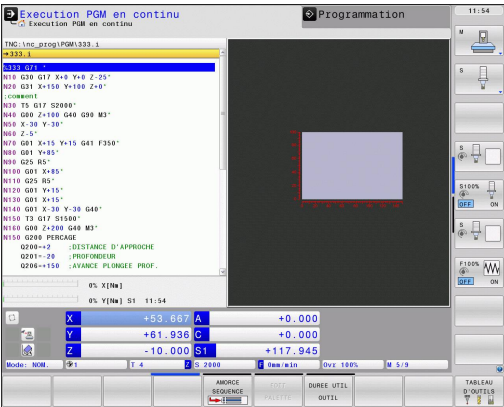 Execution PGM en continu
Execution PGM en continu
Programmation
11:54
TNC:\nc_prog\PGM\333.i
→333.i
%333 G71 *
N10 G30 G17 X+0 Y+0 Z-25*
N20 G31 X+150 Y+100 Z+0*
;comment
N30 T5 G17 S2000*
N40 G00 Z+100 G40 G90 M3*
N50 X-30 Y-30*
N60 Z-5*
N70 G01 X+15 Y+15 G41 F350*
N80 G01 Y+85*
N90 G25 R5*
N100 G01 X+85*
N110 G25 R5*
N120 G01 Y+15*
N130 G01 X+15*
N140 G01 X-30 Y-30 G40*
N150 T3 G17 S1500*
N160 G00 Z+200 G40 M3*
N150 G200 PERCAGE
Q200=+2 ;DISTANCE D'APPROCHE
Q201=-20 ;PROFONDEUR
Q206=+150 ;AVANCE PLONGEE PROF.
0% X[Nm]
0% Y[Nm] S1 11:54
X +53.667 A +0.000
Y +61.936 C +0.000
Z -10.000 S1 +117.945
Mode: NOM. 1 T 4 Z S 2000 F 0mm/min Ovr 100% M 5/9
M
S
S
S100%
OFF ON
S
F100%
OFF ON
AMORCE
SEQUENCE
PALETTE
DUREE UTIL
OUTIL
TABLEAU
D'OUTILS